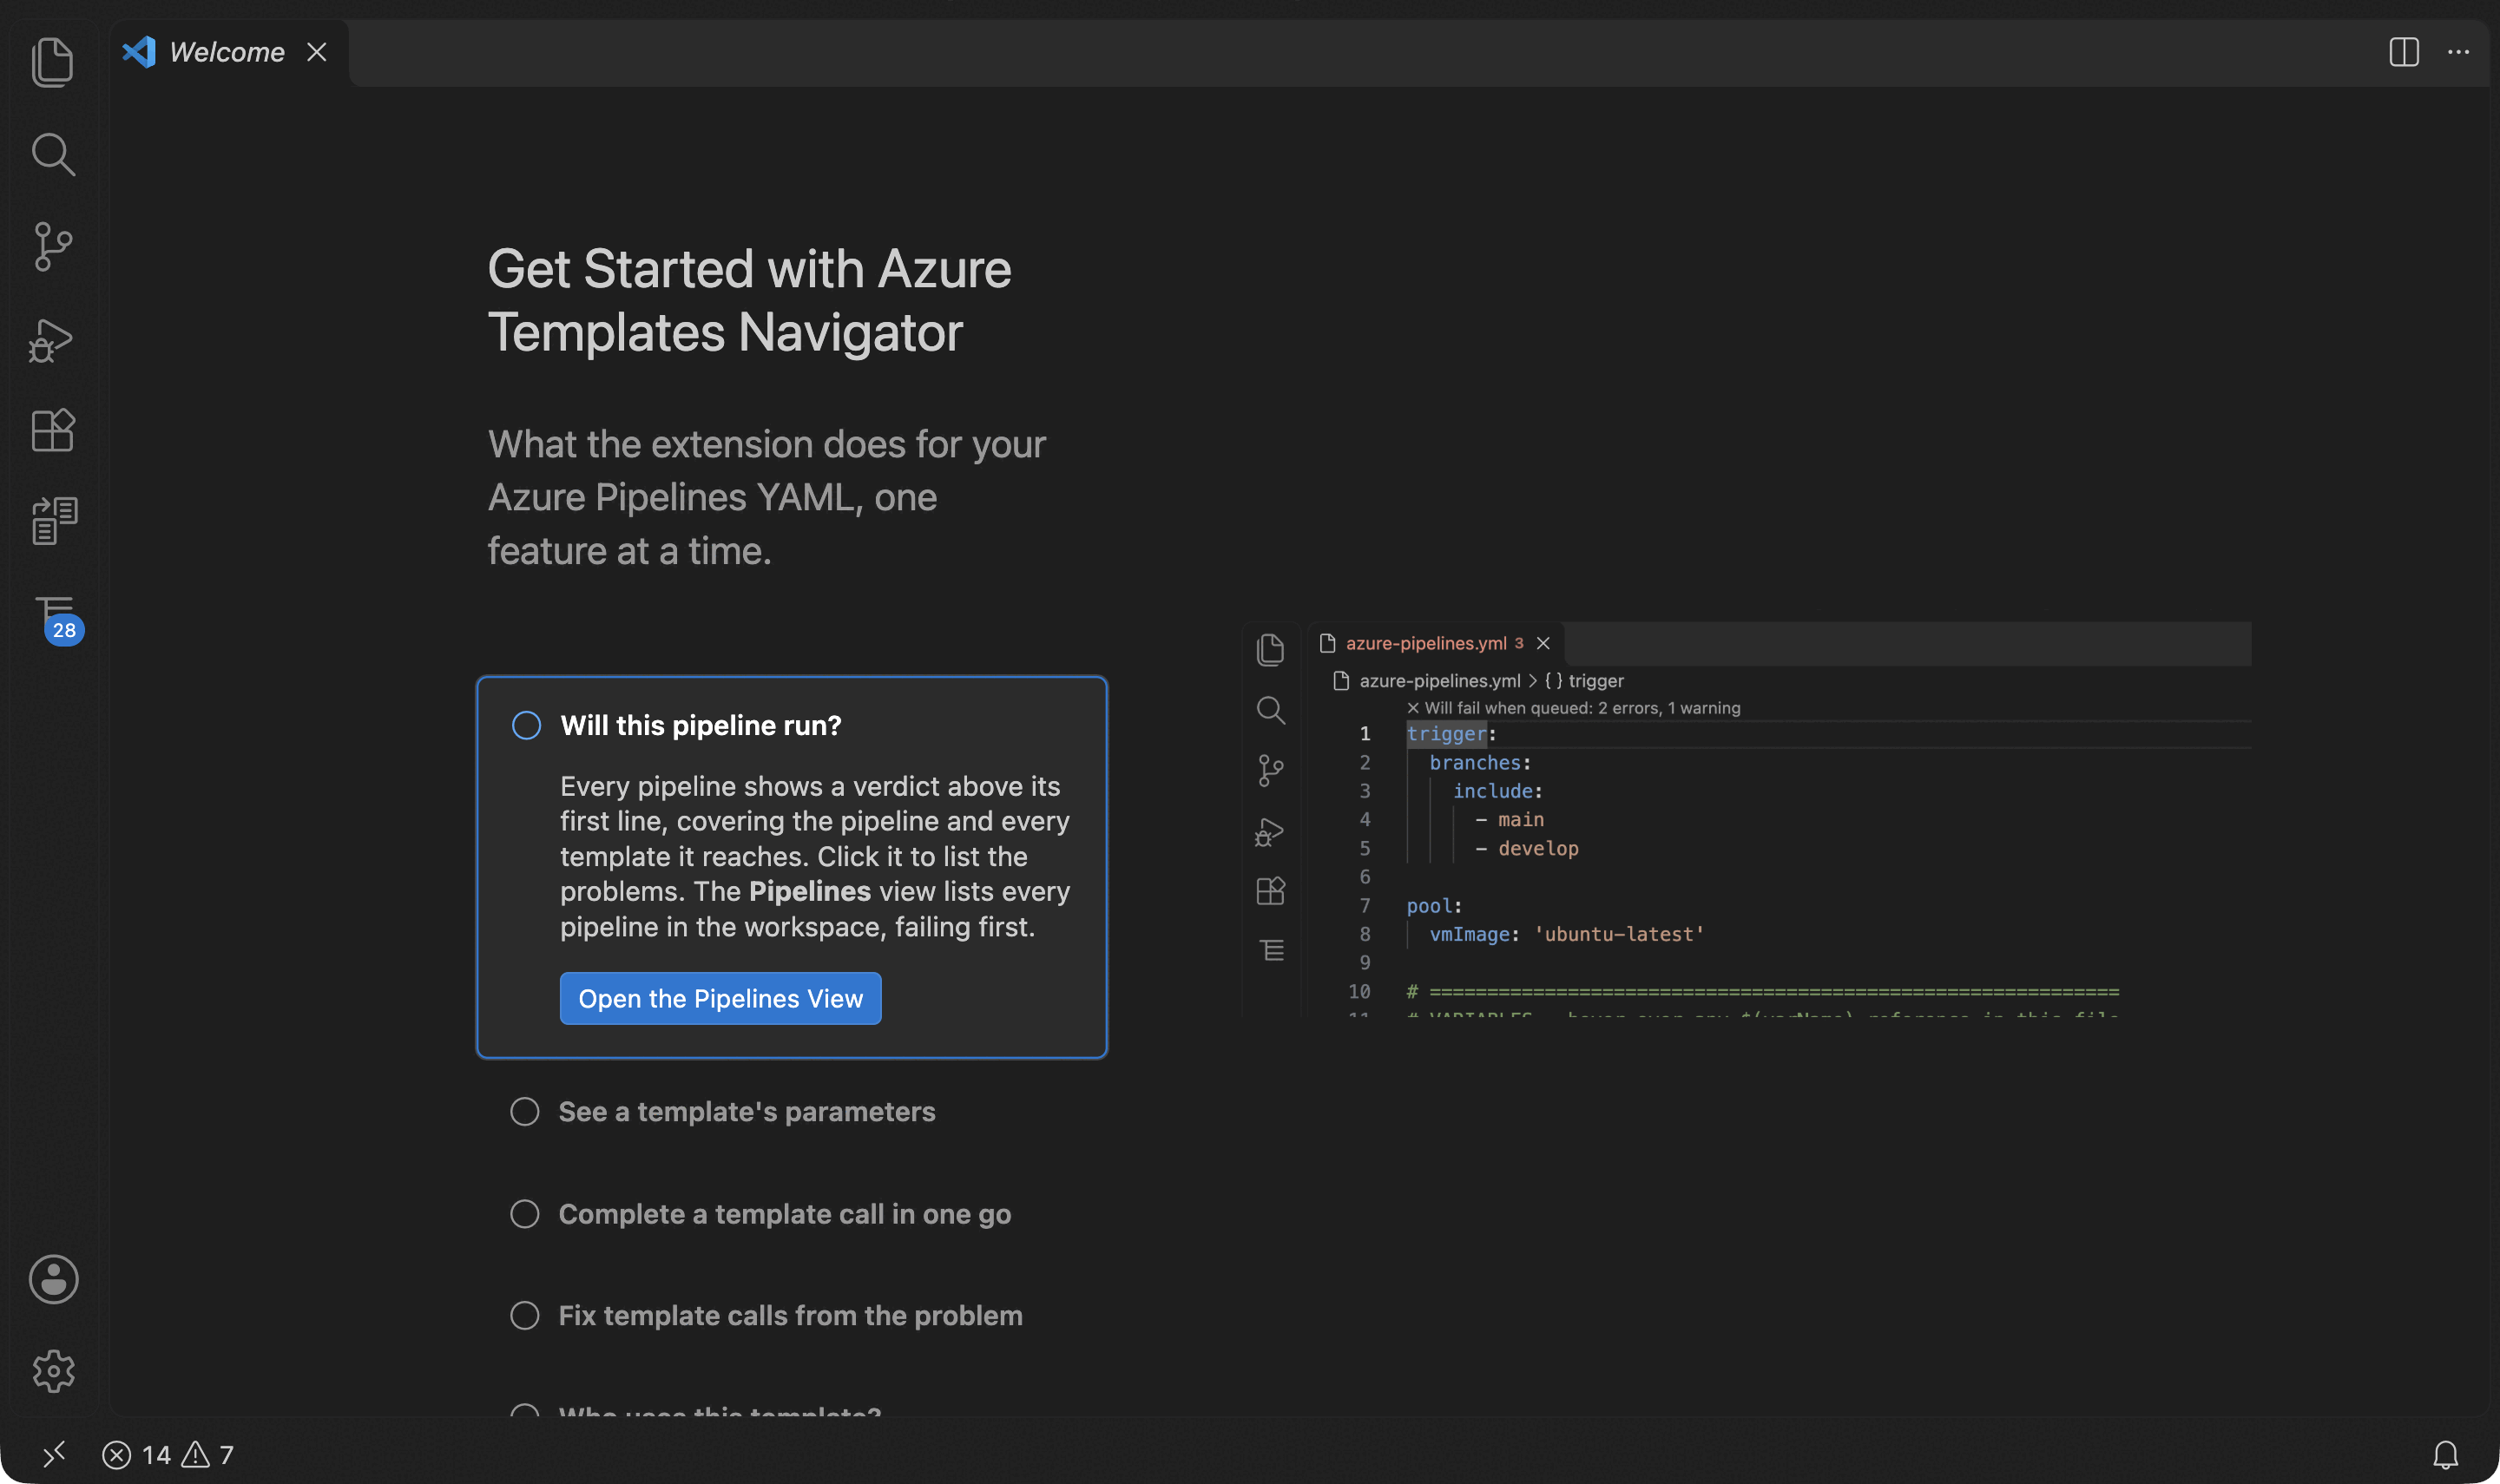 Welcome
Get Started with Azure
Templates Navigator
What the extension does for your
Azure Pipelines YAML, one
feature at a time.
28
Will this pipeline run?
Every pipeline shows a verdict above its
first line, covering the pipeline and every
template it reaches. Click it to list the
problems. The Pipelines view lists every
pipeline in the workspace, failing first.
Open the Pipelines View
See a template's parameters
Complete a template call in one go
Fix template calls from the problem
Who uses this template?
azure-pipelines.yml 3
azure-pipelines.yml > {} trigger
Will fail when queued: 2 errors, 1 warning
1 trigger:
2 branches:
3 include:
4 - main
5 - develop
6
7 pool:
8 vmImage: 'ubuntu-latest'
9
10 # ============================================================
14 7